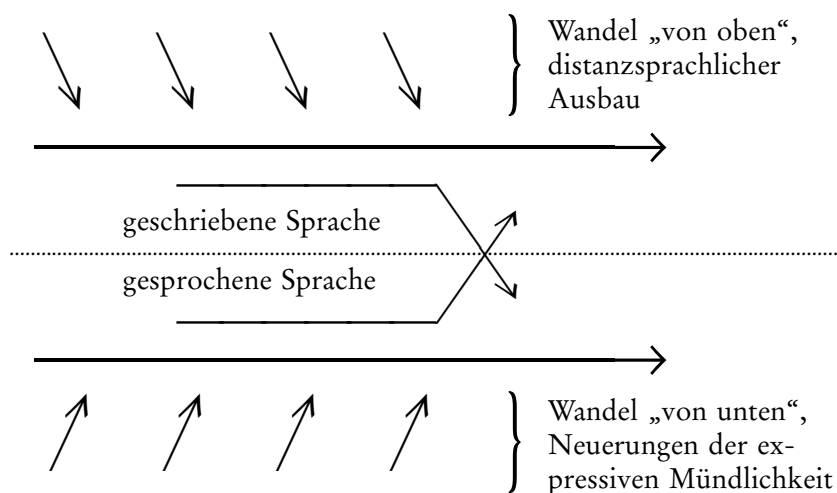 Wandel „von oben“,
distanzsprachlicher
Ausbau
geschriebene Sprache
gesprochene Sprache
Wandel „von unten“,
Neuerungen der ex-
pressiven Mündlichkeit